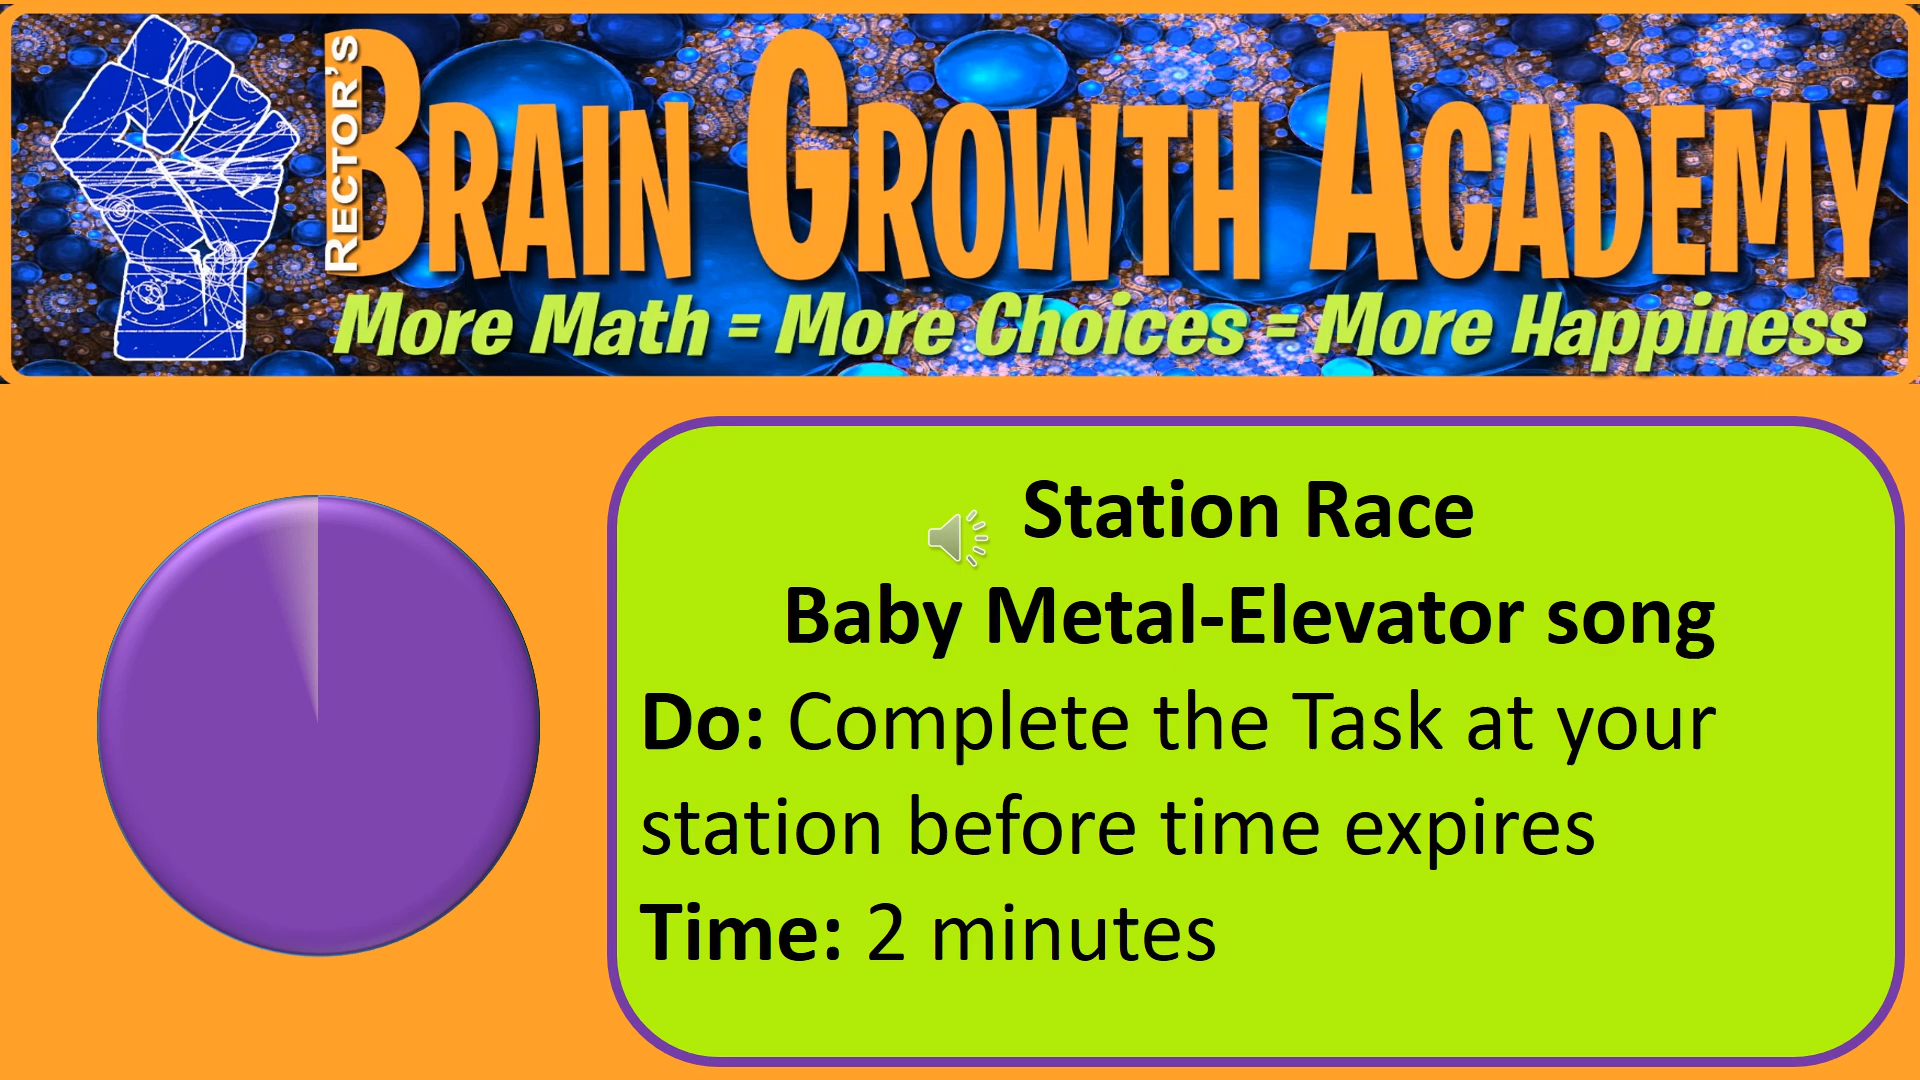 RECTOR'S
BRAIN GROWTH ACADEMY
More Math = More Choices = More Happiness
Station Race
Baby Metal-Elevator song
Do: Complete the Task at your
station before time expires
Time: 2 minutes